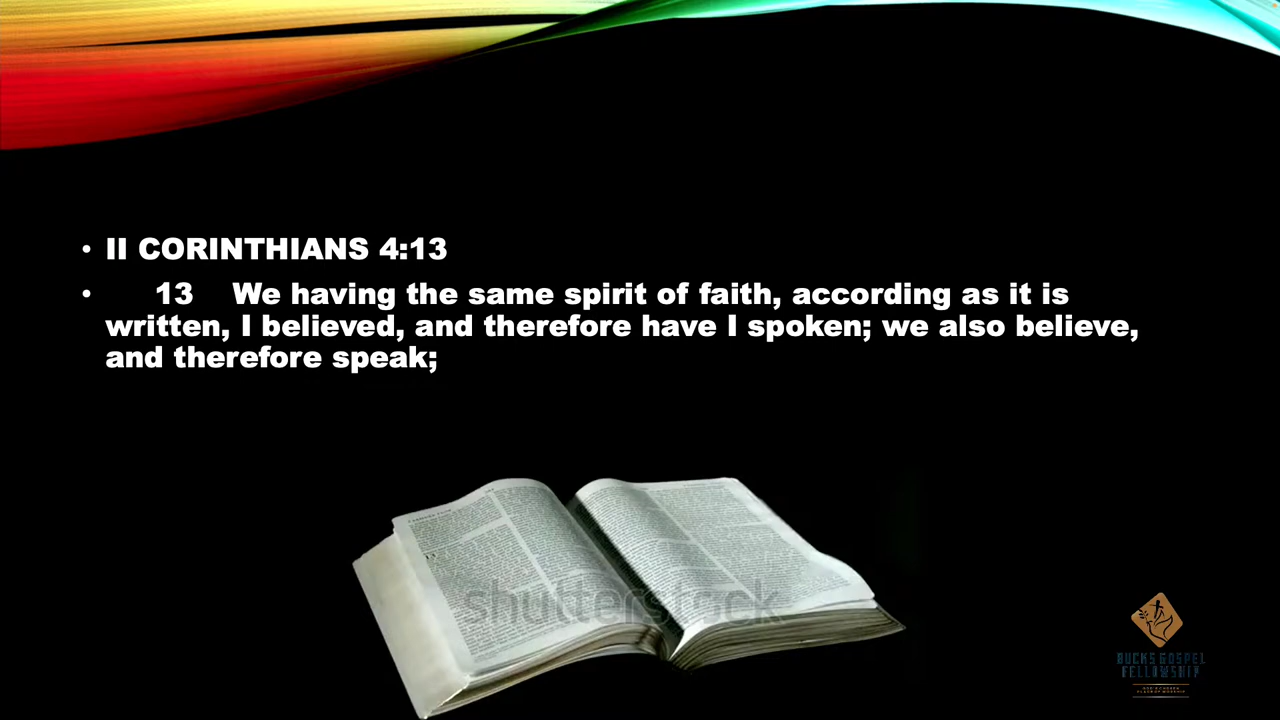 • II CORINTHIANS 4:13
• 13 We having the same spirit of faith, according as it is
written, I believed, and therefore have I spoken; we also believe,
and therefore speak;
shutterstock
BUCKS GOSPEL
FELLOWSHIP